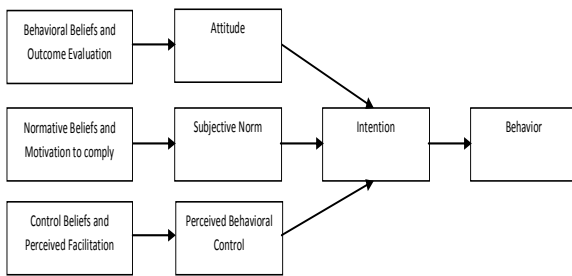 Behavioral Beliefs and
Outcome Evaluation
Attitude
Normative Beliefs and
Motivation to comply
Subjective Norm
Intention
Behavior
Control Beliefs and
Perceived Facilitation
Perceived Behavioral
Control